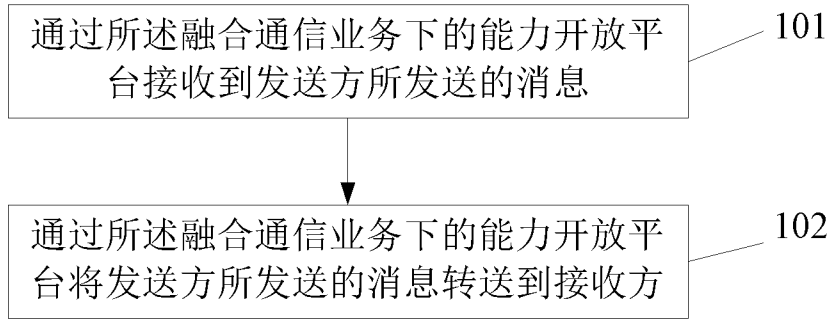 通过所述融合通信业务下的能力开放平
台接收到发送方所发送的消息
101
通过所述融合通信业务下的能力开放平
台将发送方所发送的消息转送到接收方
102